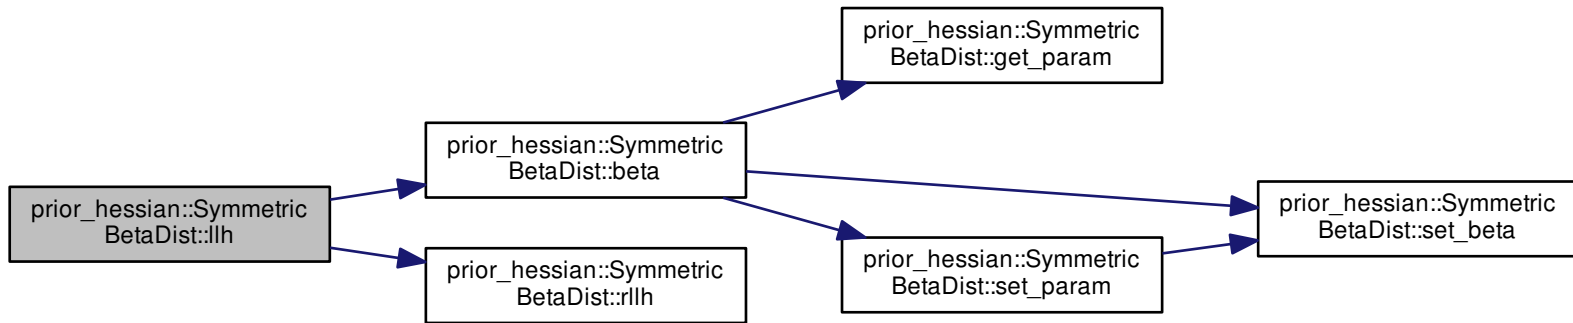 prior_hessian::Symmetric
BetaDist::llh
prior_hessian::Symmetric
BetaDist::beta
prior_hessian::Symmetric
BetaDist::rllh
prior_hessian::Symmetric
BetaDist::get_param
prior_hessian::Symmetric
BetaDist::set_param
prior_hessian::Symmetric
BetaDist::set_beta